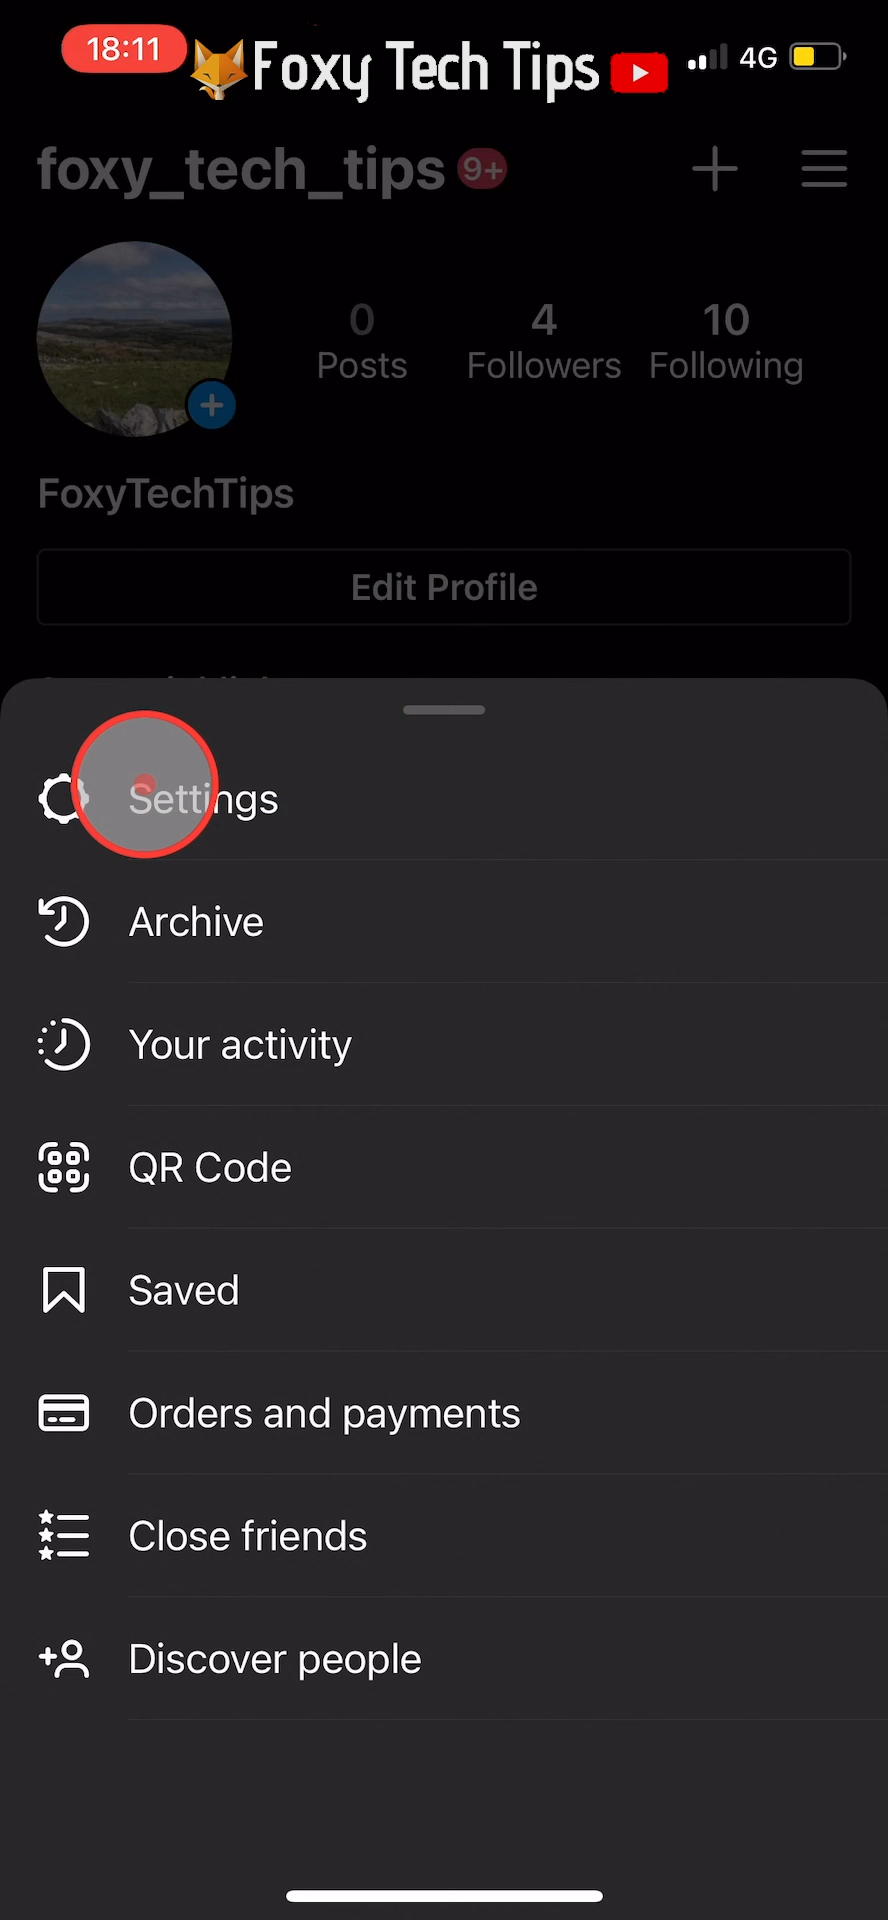 18:11
Foxy Tech Tips
4G
foxy_tech_tips 9+
0 4 10
Posts Followers Following
FoxyTechTips
Edit Profile
Settings
Archive
Your activity
QR Code
Saved
Orders and payments
Close friends
Discover people